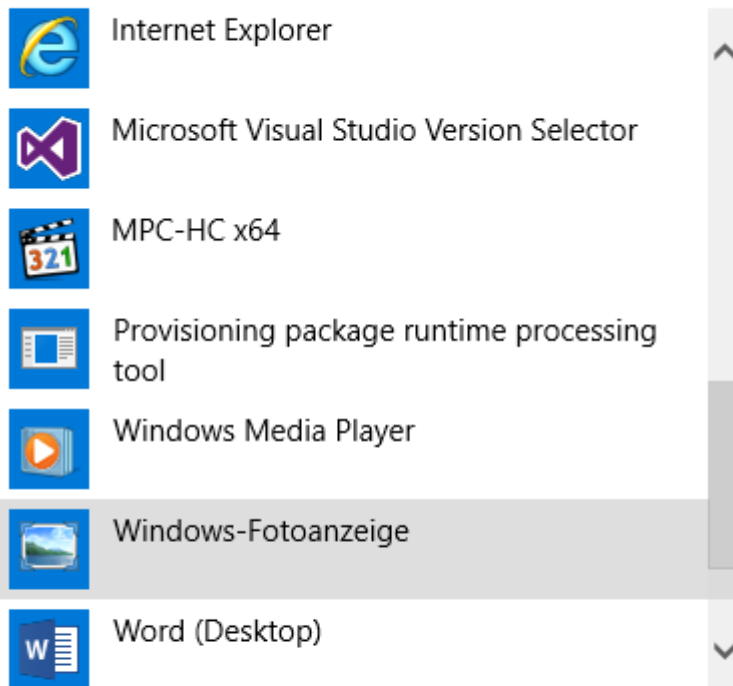 Internet Explorer
Microsoft Visual Studio Version Selector
321
MPC-HC x64
Provisioning package runtime processing
tool
Windows Media Player
Windows-Fotoanzeige
W
Word (Desktop)